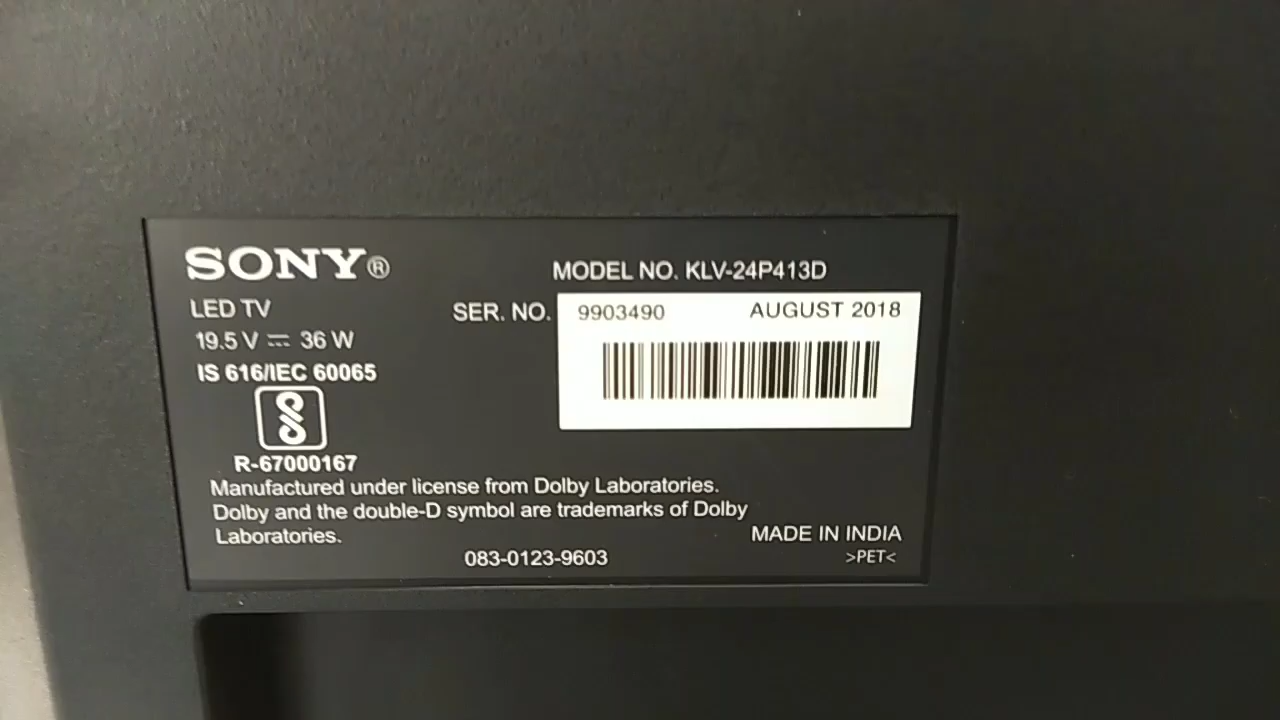 SONY®
MODEL NO. KLV-24P413D
LED TV
SER. NO. 9903490 AUGUST 2018
19.5 V ⎓ 36 W
IS 616/IEC 60065
R-67000167
Manufactured under license from Dolby Laboratories.
Dolby and the double-D symbol are trademarks of Dolby
Laboratories.
MADE IN INDIA
083-0123-9603
>PET<